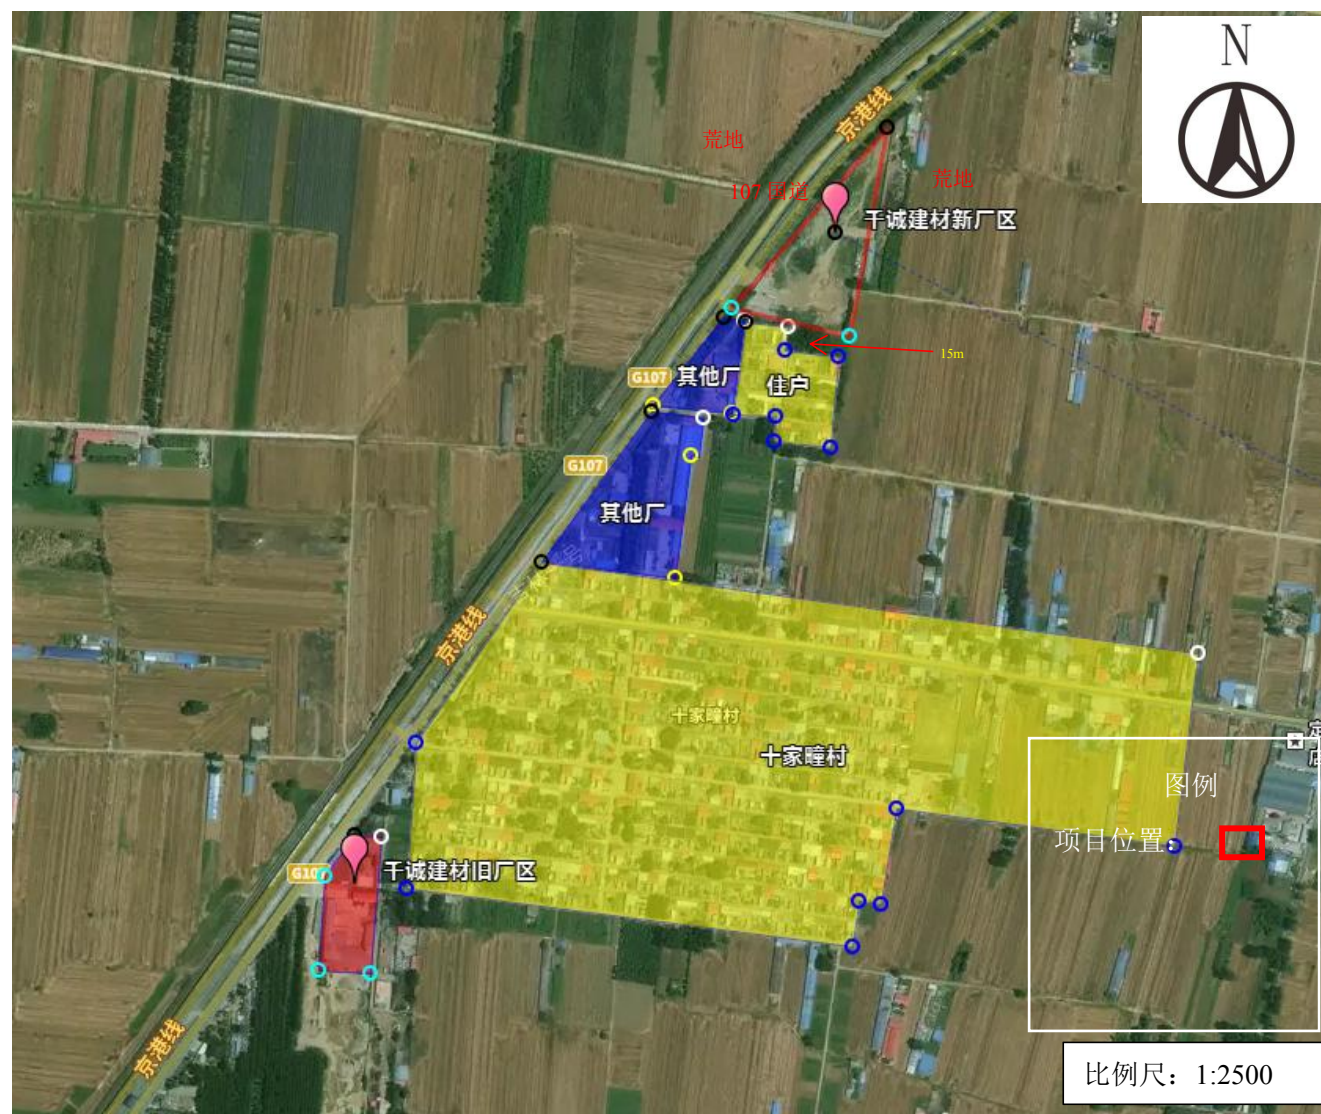 N
京港线
荒地
荒地
107 国道
千诚建材新厂区
15m
G107
其他厂
住户
G107
其他厂
京港线
十家疃村
十家疃村
图例
项目位置:
G107
千诚建材旧厂区
京港线
比例尺：1:2500